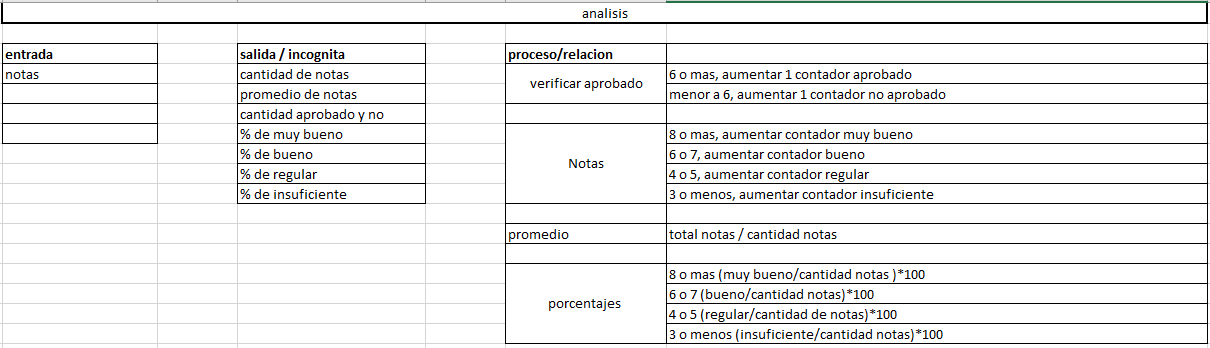 analisis
entrada
notas
salida / incognita
cantidad de notas
promedio de notas
cantidad aprobado y no
% de muy bueno
% de bueno
% de regular
% de insuficiente
proceso/relacion
verificar aprobado
6 o mas, aumentar 1 contador aprobado
menor a 6, aumentar 1 contador no aprobado
Notas
8 o mas, aumentar contador muy bueno
6 o 7, aumentar contador bueno
4 o 5, aumentar contador regular
3 o menos, aumentar contador insuficiente
promedio
total notas / cantidad notas
porcentajes
8 o mas (muy bueno/cantidad notas )*100
6 o 7 (bueno/cantidad notas)*100
4 o 5 (regular/cantidad de notas)*100
3 o menos (insuficiente/cantidad notas)*100